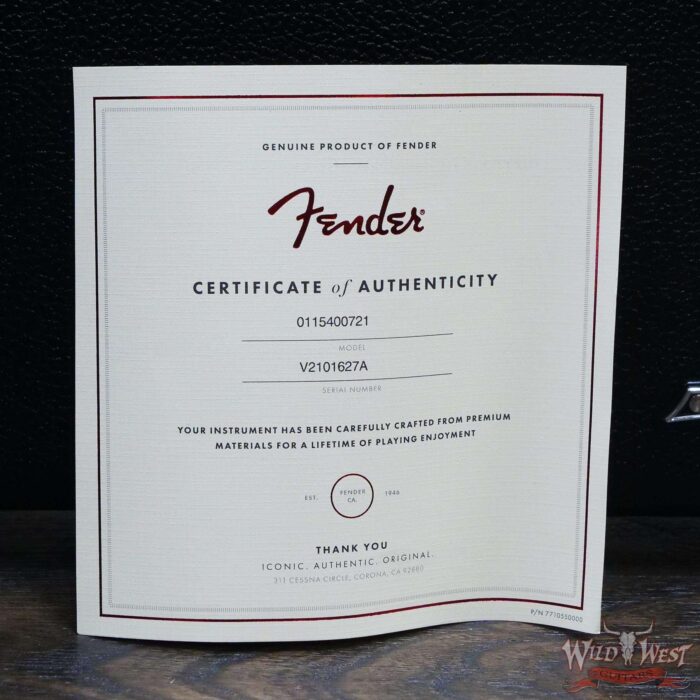 GENUINE PRODUCT OF FENDER
Fender®
CERTIFICATE of AUTHENTICITY
0115400721
MODEL
V2101627A
SERIAL NUMBER
YOUR INSTRUMENT HAS BEEN CAREFULLY CRAFTED FROM PREMIUM
MATERIALS FOR A LIFETIME OF PLAYING ENJOYMENT
EST. FENDER CA. 1946
THANK YOU
ICONIC. AUTHENTIC. ORIGINAL.
311 CESSNA CIRCLE, CORONA, CA 92880
P/N 7710550000
WILD WEST
GUITARS